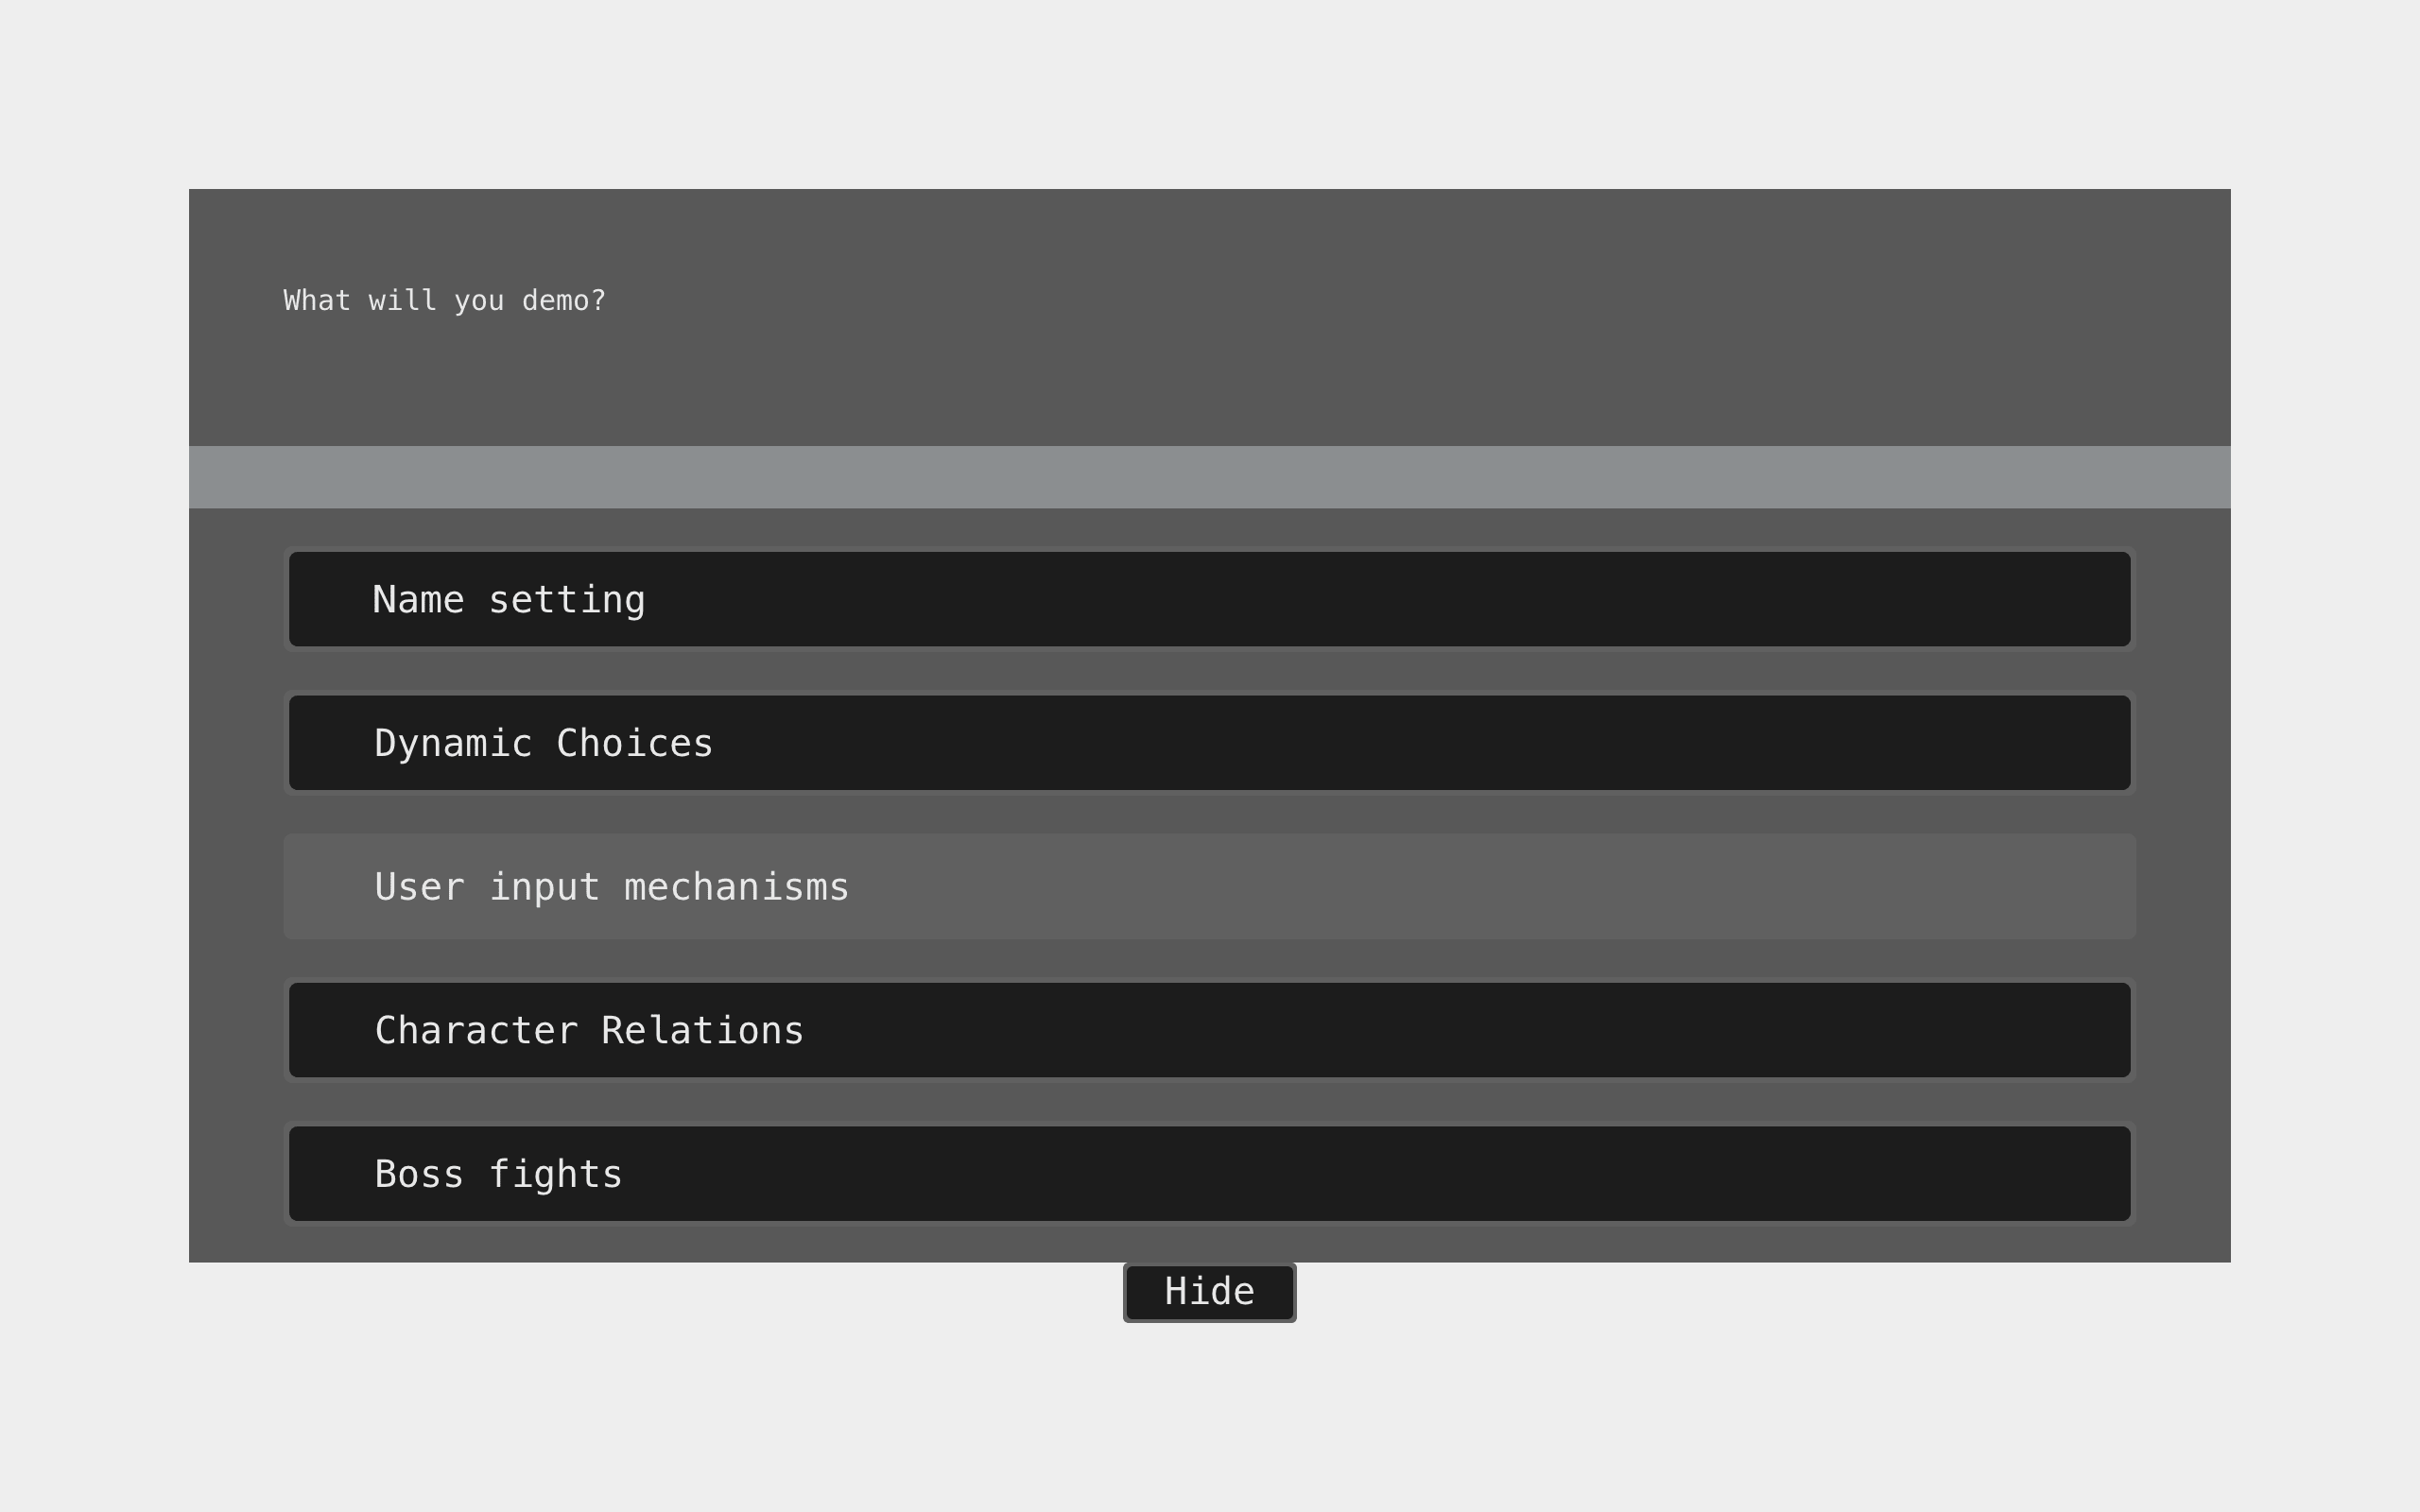 What will you demo?
Name setting
Dynamic Choices
User input mechanisms
Character Relations
Boss fights
Hide